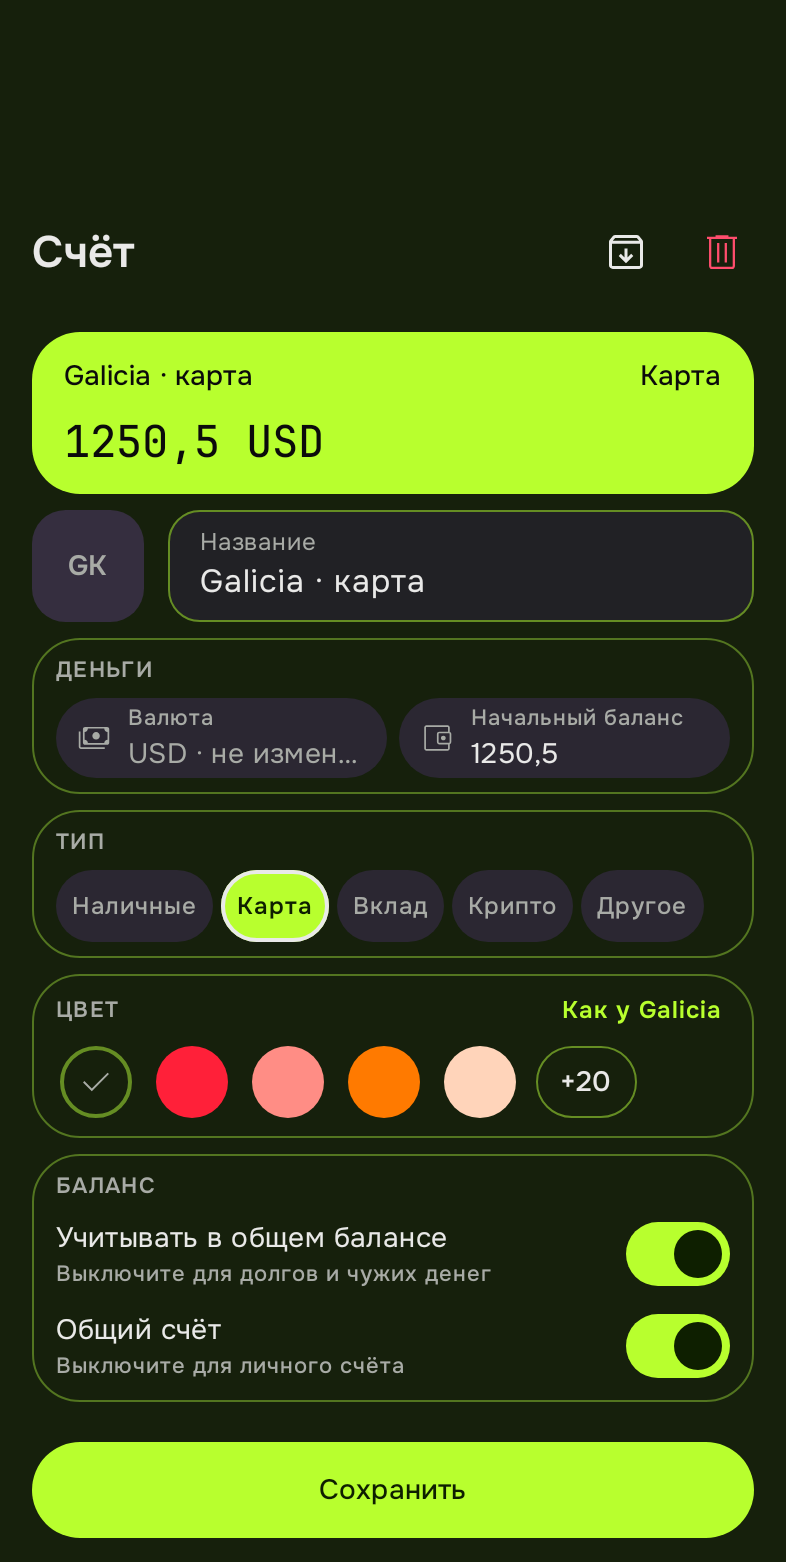 Счёт
Galicia · карта Карта
1250,5 USD
GK
Название
Galicia · карта
ДЕНЬГИ
Валюта
USD · не измен...
Начальный баланс
1250,5
ТИП
Наличные Карта Вклад Крипто Другое
ЦВЕТ Как у Galicia
+20
БАЛАНС
Учитывать в общем балансе
Выключите для долгов и чужих денег
Общий счёт
Выключите для личного счёта
Сохранить